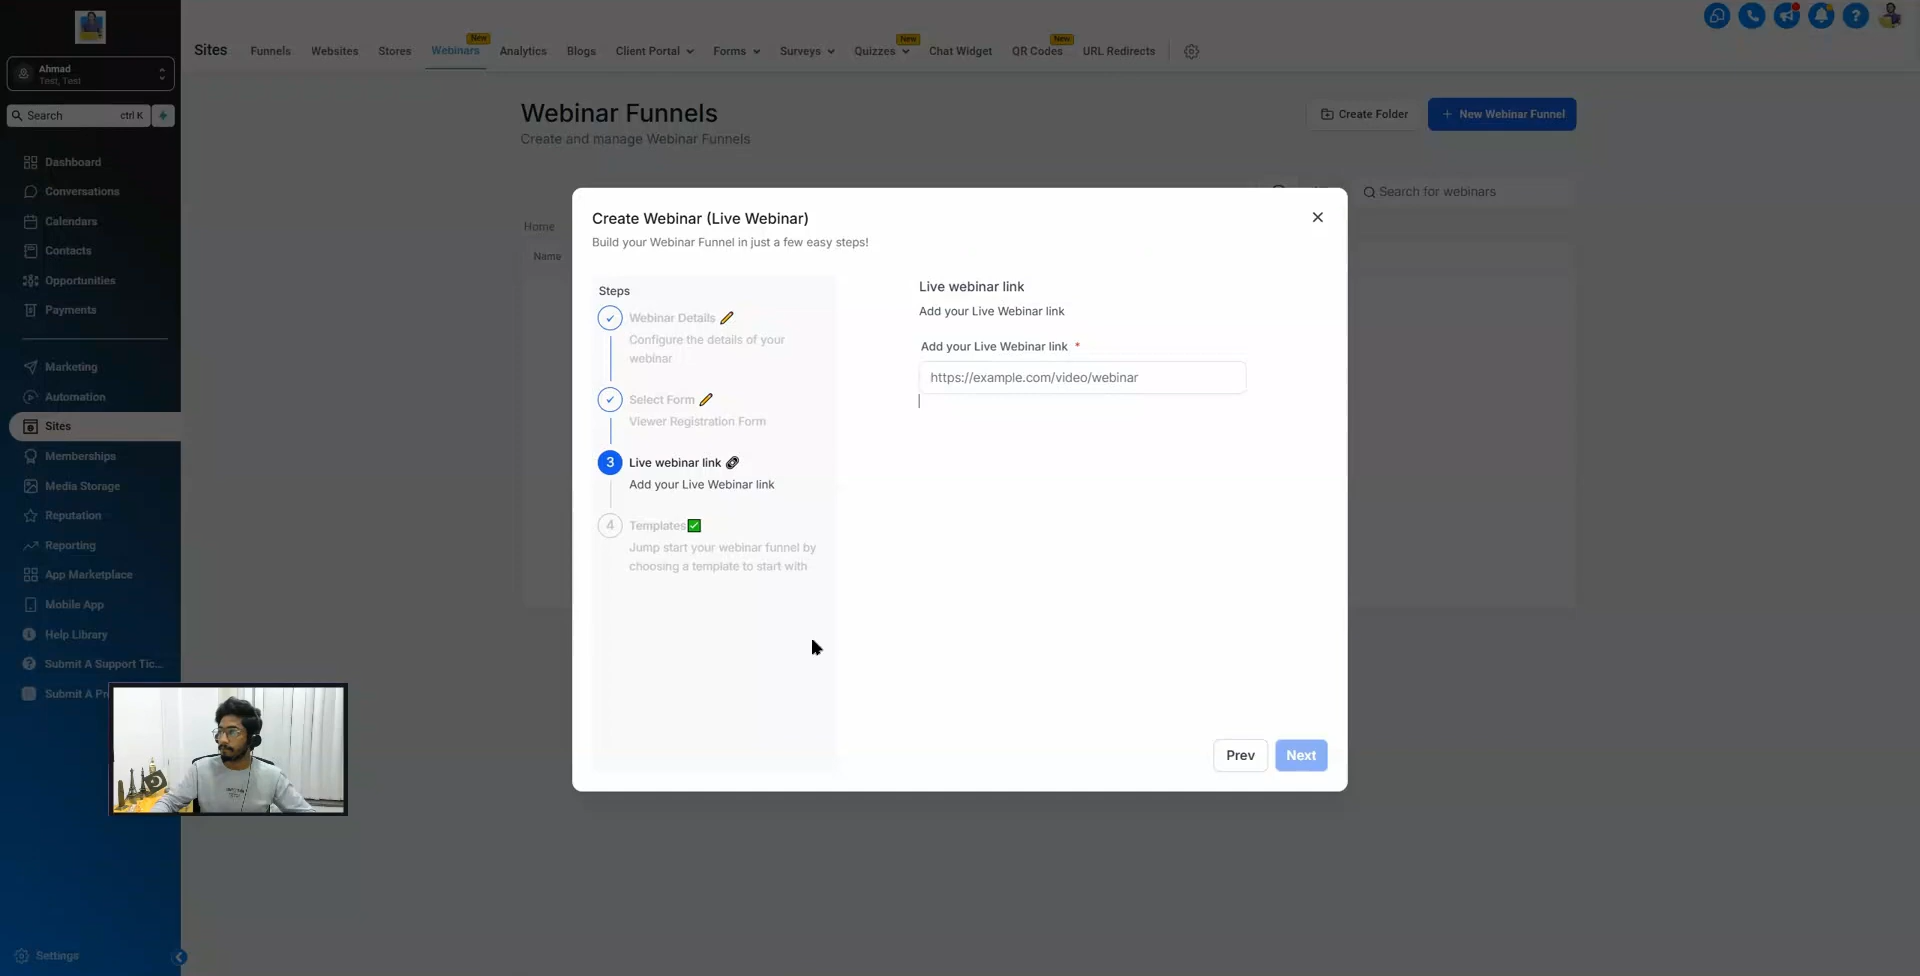 Ahmad
Test, Test
Search
ctrl K
Dashboard
Conversations
Calendars
Contacts
Opportunities
Payments
Marketing
Automation
Sites
Memberships
Media Storage
Reputation
Reporting
App Marketplace
Mobile App
Help Library
Submit A Support Tic...
Submit A Pr
Settings
Sites
Funnels
Websites
Stores
Webinars
New
Analytics
Blogs
Client Portal
Forms
Surveys
Quizzes
New
Chat Widget
QR Codes
New
URL Redirects
Webinar Funnels
Create and manage Webinar Funnels
Create Folder
+ New Webinar Funnel
Search for webinars
Home
Name
Create Webinar (Live Webinar)
Build your Webinar Funnel in just a few easy steps!
Steps
Webinar Details
Configure the details of your
webinar
Select Form
Viewer Registration Form
3
Live webinar link
Add your Live Webinar link
4
Templates
Jump start your webinar funnel by
choosing a template to start with
Live webinar link
Add your Live Webinar link
Add your Live Webinar link *
https://example.com/video/webinar
Prev
Next